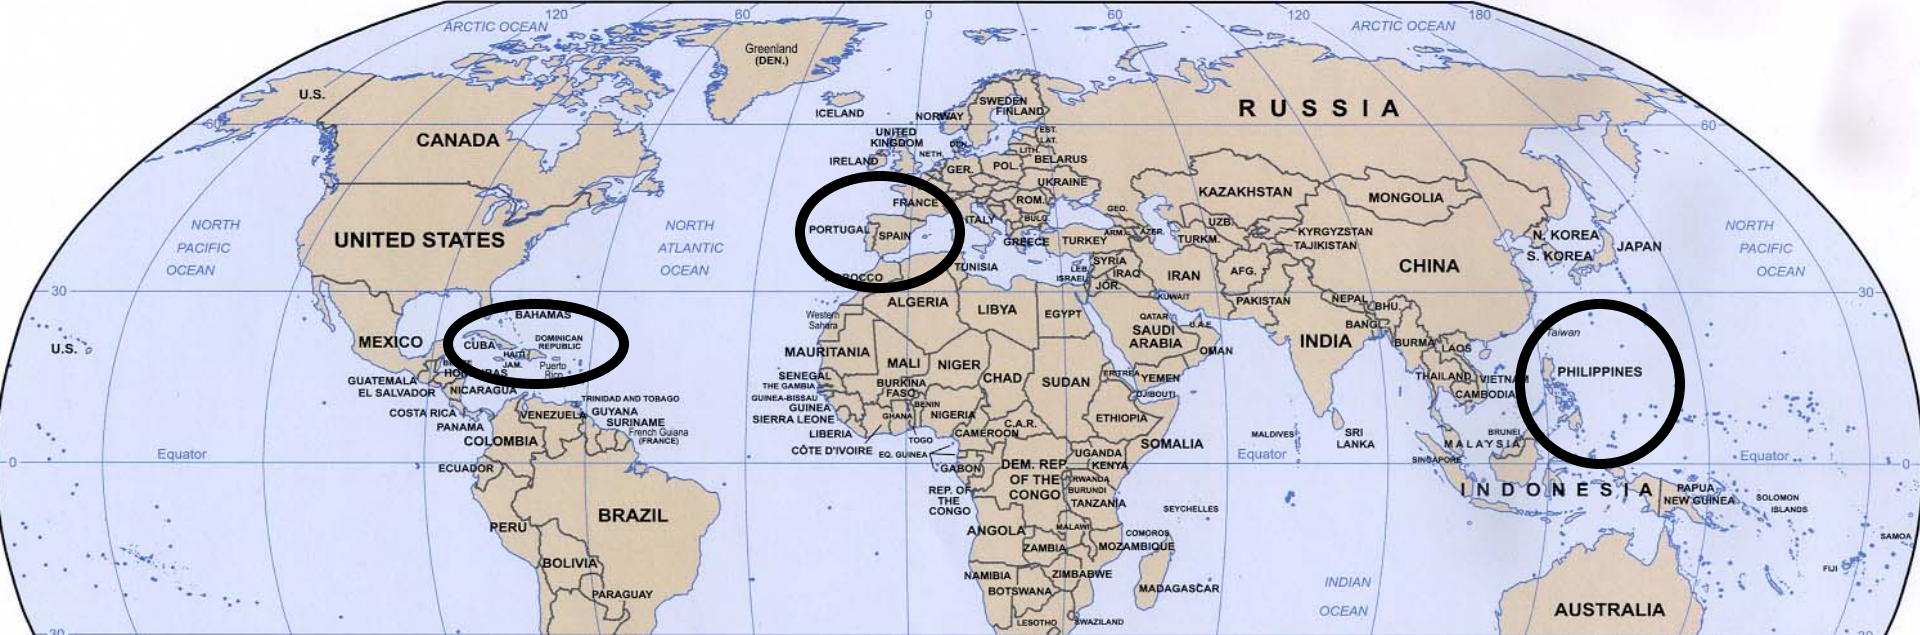 120
60
0
60
120
180
ARCTIC OCEAN
ARCTIC OCEAN
Greenland
(DEN.)
U.S.
RUSSIA
ICELAND
NORWAY
SWEDEN
FINLAND
60
60
CANADA
UNITED
KINGDOM
EST.
LAT.
LITH.
DEN.
NETH.
IRELAND
GER.
POL.
BELARUS
UKRAINE
KAZAKHSTAN
MONGOLIA
FRANCE
ROM.
NORTH
PACIFIC
OCEAN
NORTH
ATLANTIC
OCEAN
PORTUGAL
SPAIN
ITALY
BULG.
GREECE
GEO.
ARM.
AZER.
UZB.
TURKEY
TURKM.
KYRGYZSTAN
TAJIKISTAN
N. KOREA
S. KOREA
JAPAN
NORTH
PACIFIC
OCEAN
UNITED STATES
CHINA
TUNISIA
SYRIA
LEB.
ISRAEL
IRAQ
JOR.
IRAN
AFG.
ROCCO
30
30
ALGERIA
LIBYA
EGYPT
KUWAIT
PAKISTAN
NEPAL
BHU.
BANG.
Western
Sahara
QATAR
U.A.E.
SAUDI
ARABIA
OMAN
INDIA
BURMA
LAOS
Taiwan
BAHAMAS
MEXICO
CUBA
DOMINICAN
REPUBLIC
HAITI
JAM.
Puerto
Rico
U.S.
MAURITANIA
MALI
NIGER
CHAD
SUDAN
ERITREA
YEMEN
DJIBOUTI
THAILAND
VIETNAM
CAMBODIA
PHILIPPINES
GUATEMALA
EL SALVADOR
NICARAGUA
COSTA RICA
PANAMA
TRINIDAD AND TOBAGO
VENEZUELA
GUYANA
SURINAME
French Guiana
(FRANCE)
COLOMBIA
ECUADOR
SENEGAL
THE GAMBIA
GUINEA-BISSAU
GUINEA
SIERRA LEONE
LIBERIA
CÔTE D'IVOIRE
BURKINA
FASO
GHANA
BENIN
TOGO
NIGERIA
CAMEROON
EQ. GUINEA
C.A.R.
ETHIOPIA
SOMALIA
MALDIVES
SRI
LANKA
BRUNEI
MALAYSIA
SINGAPORE
0
Equator
Equator
Equator
0
GABON
REP. OF
THE
CONGO
DEM. REP.
OF THE
CONGO
UGANDA
KENYA
RWANDA
BURUNDI
TANZANIA
INDONESIA
PAPUA
NEW GUINEA
SOLOMON
ISLANDS
SEYCHELLES
PERU
BRAZIL
ANGOLA
MALAWI
ZAMBIA
COMOROS
MOZAMBIQUE
SAMOA
BOLIVIA
NAMIBIA
ZIMBABWE
BOTSWANA
MADAGASCAR
INDIAN
OCEAN
FIJI
PARAGUAY
AUSTRALIA
LESOTHO
SWAZILAND
30